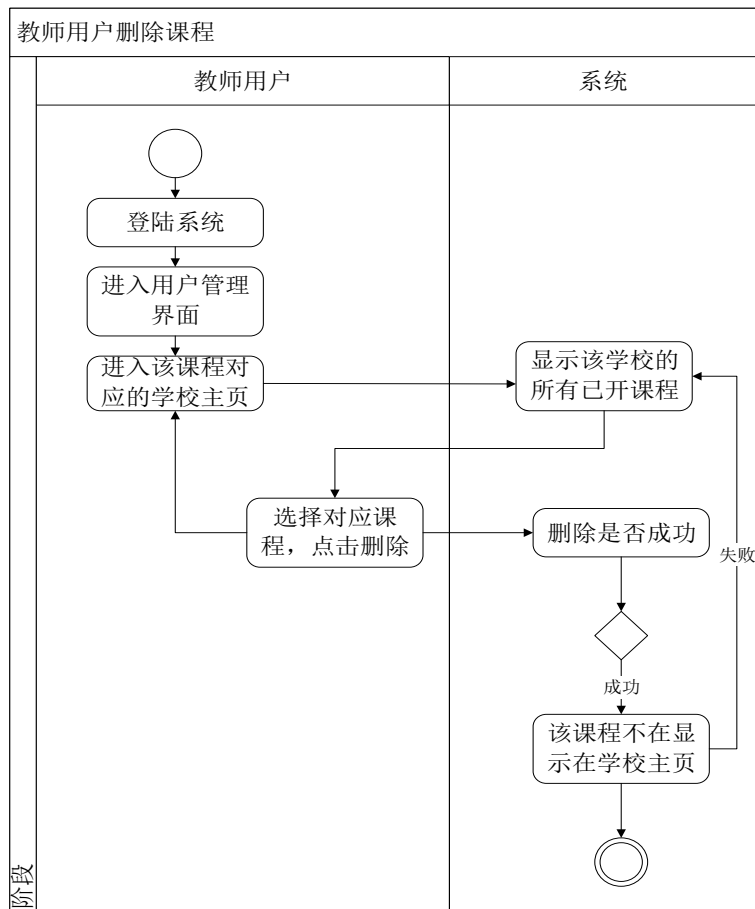 教师用户删除课程
教师用户
系统
登陆系统
进入用户管理
界面
进入该课程对
应的学校主页
显示该学校的
所有已开课程
选择对应课
程，点击删除
删除是否成功
失败
成功
该课程不在显
示在学校主页
阶段